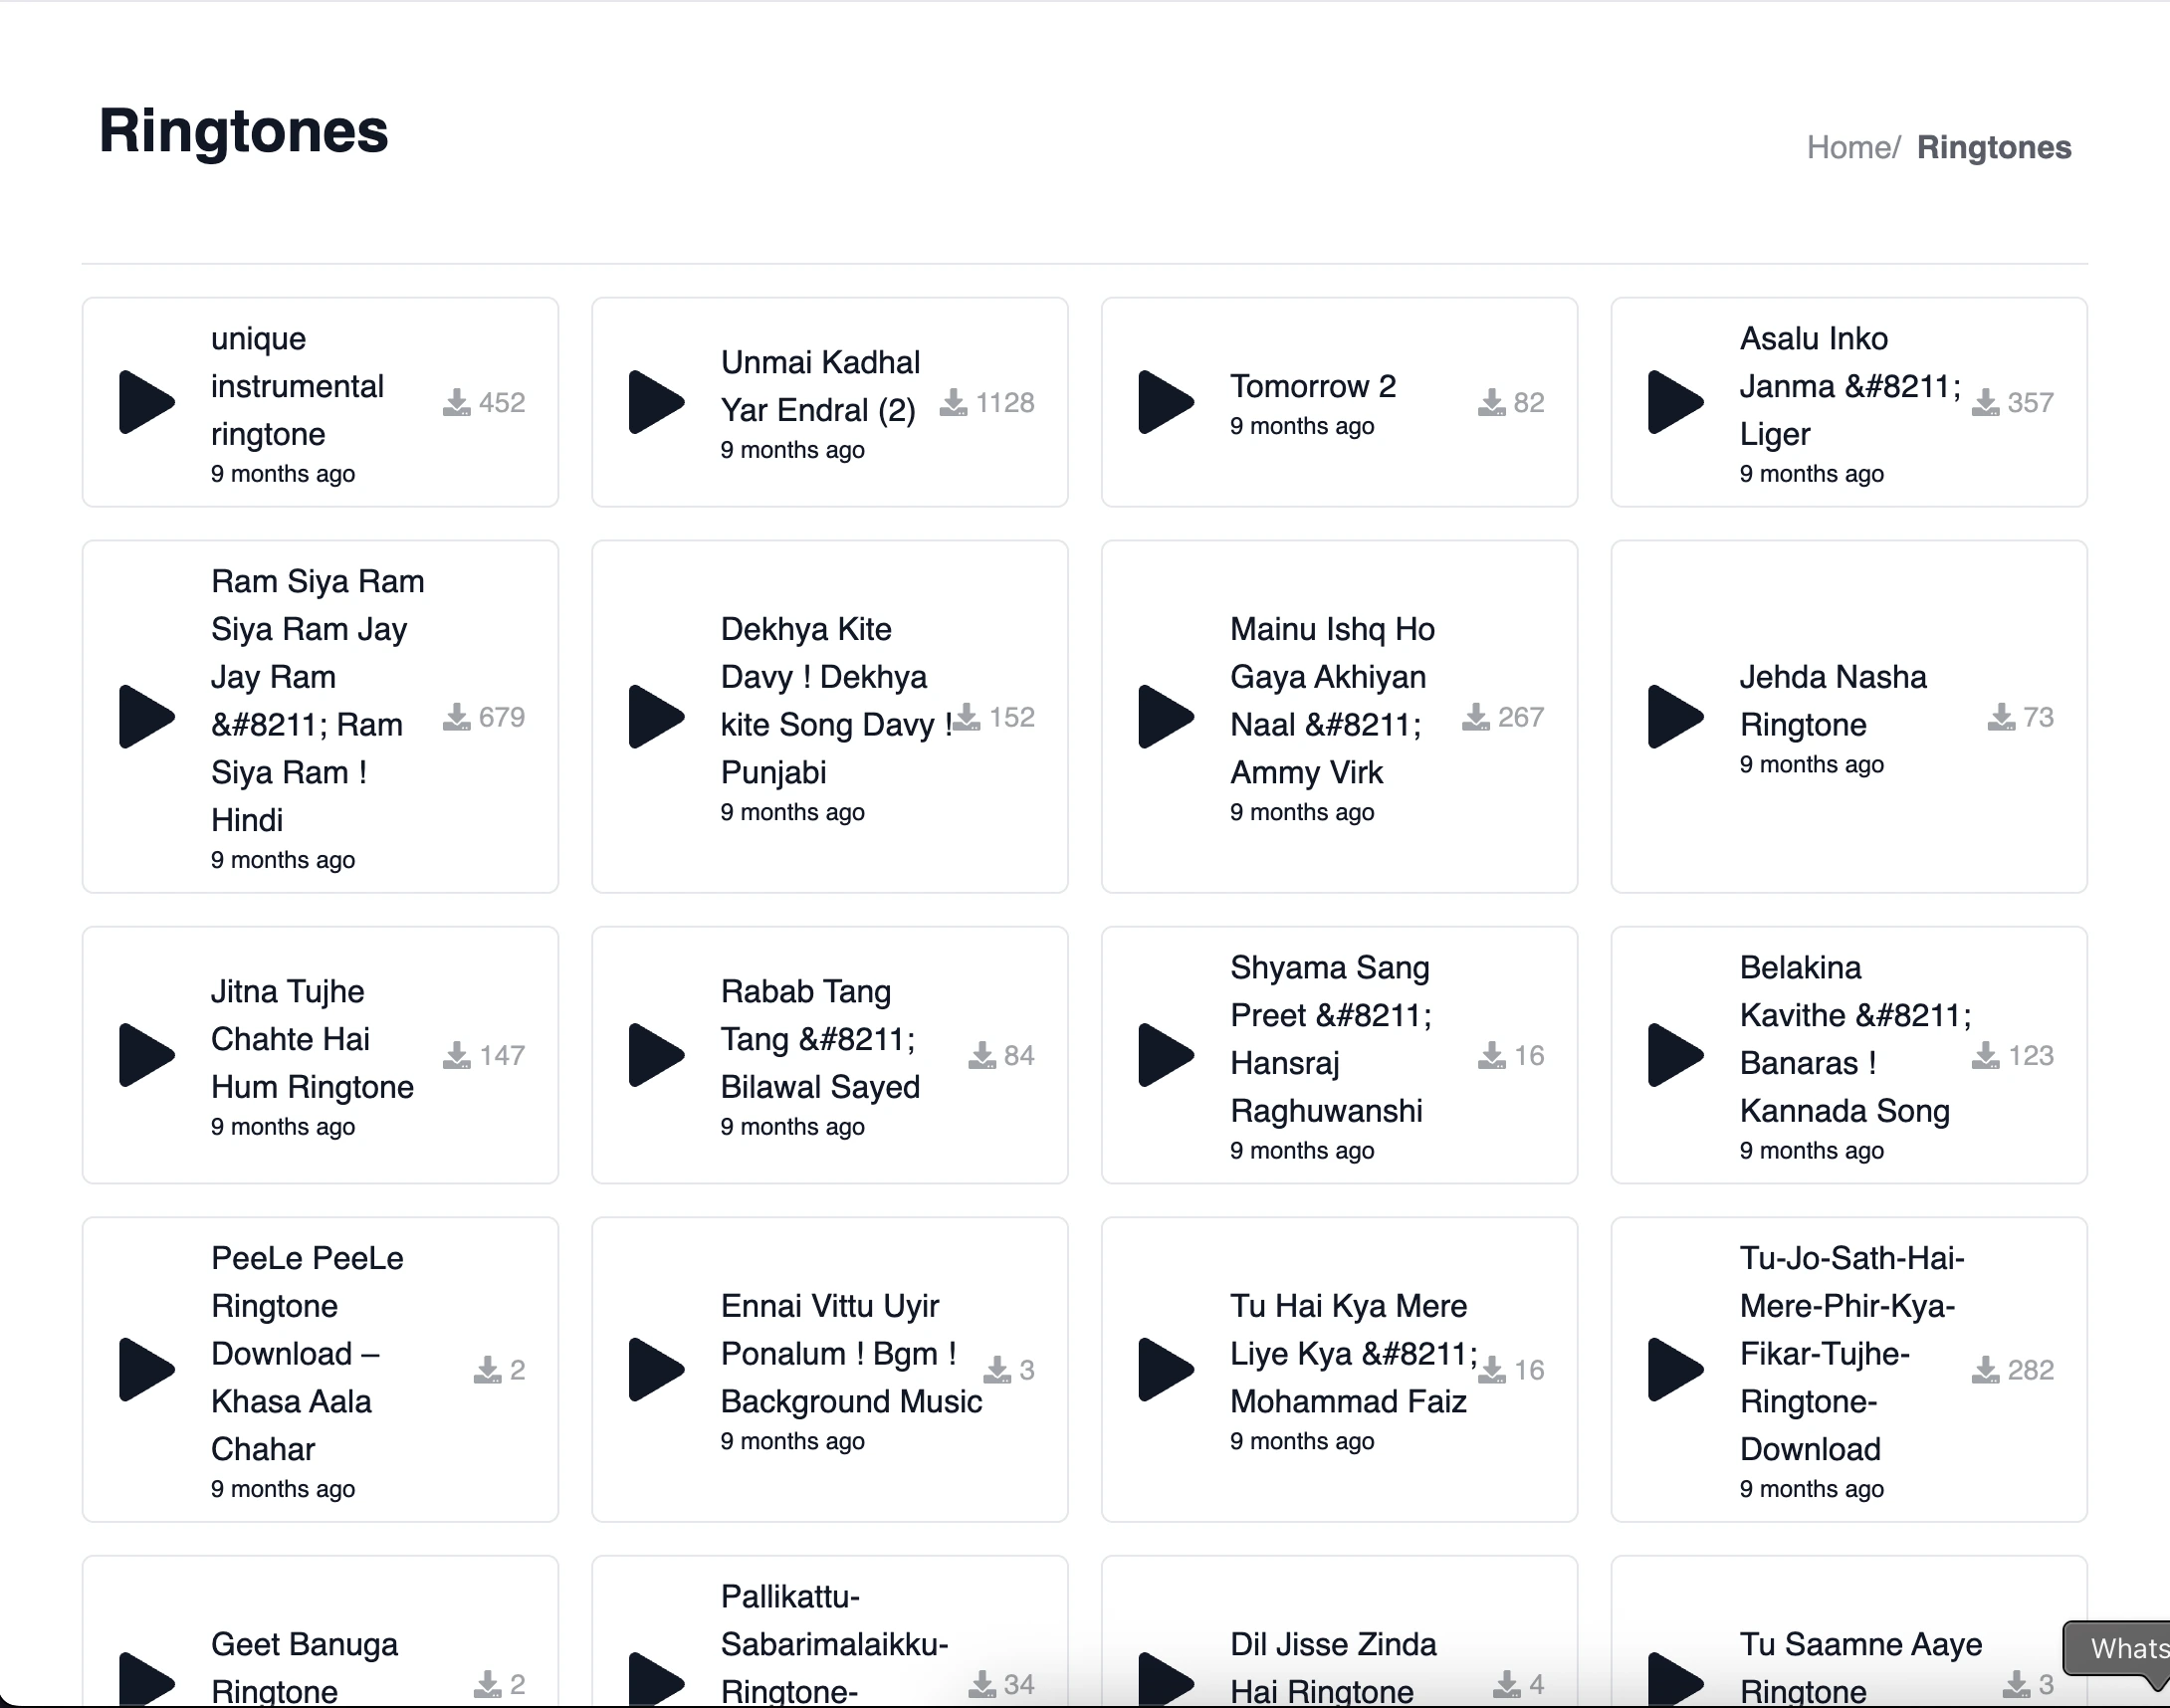 Ringtones
Home/ Ringtones
unique
instrumental
ringtone
9 months ago
452
Unmai Kadhal
Yar Endral (2)
9 months ago
1128
Tomorrow 2
9 months ago
82
Asalu Inko
Janma &#8211;
Liger
9 months ago
357
Ram Siya Ram
Siya Ram Jay
Jay Ram
&#8211; Ram
Siya Ram !
Hindi
9 months ago
679
Dekhya Kite
Davy ! Dekhya
kite Song Davy !
Punjabi
9 months ago
152
Mainu Ishq Ho
Gaya Akhiyan
Naal &#8211;
Ammy Virk
9 months ago
267
Jehda Nasha
Ringtone
9 months ago
73
Jitna Tujhe
Chahte Hai
Hum Ringtone
9 months ago
147
Rabab Tang
Tang &#8211;
Bilawal Sayed
9 months ago
84
Shyama Sang
Preet &#8211;
Hansraj
Raghuwanshi
9 months ago
16
Belakina
Kavithe &#8211;
Banaras !
Kannada Song
9 months ago
123
PeeLe PeeLe
Ringtone
Download –
Khasa Aala
Chahar
9 months ago
2
Ennai Vittu Uyir
Ponalum ! Bgm !
Background Music
9 months ago
3
Tu Hai Kya Mere
Liye Kya &#8211;
Mohammad Faiz
9 months ago
16
Tu-Jo-Sath-Hai-
Mere-Phir-Kya-
Fikar-Tujhe-
Ringtone-
Download
9 months ago
282
Geet Banuga
Ringtone
2
Pallikattu-
Sabarimalaikku-
Ringtone-
34
Dil Jisse Zinda
Hai Ringtone
4
Tu Saamne Aaye
Ringtone
3
Whats